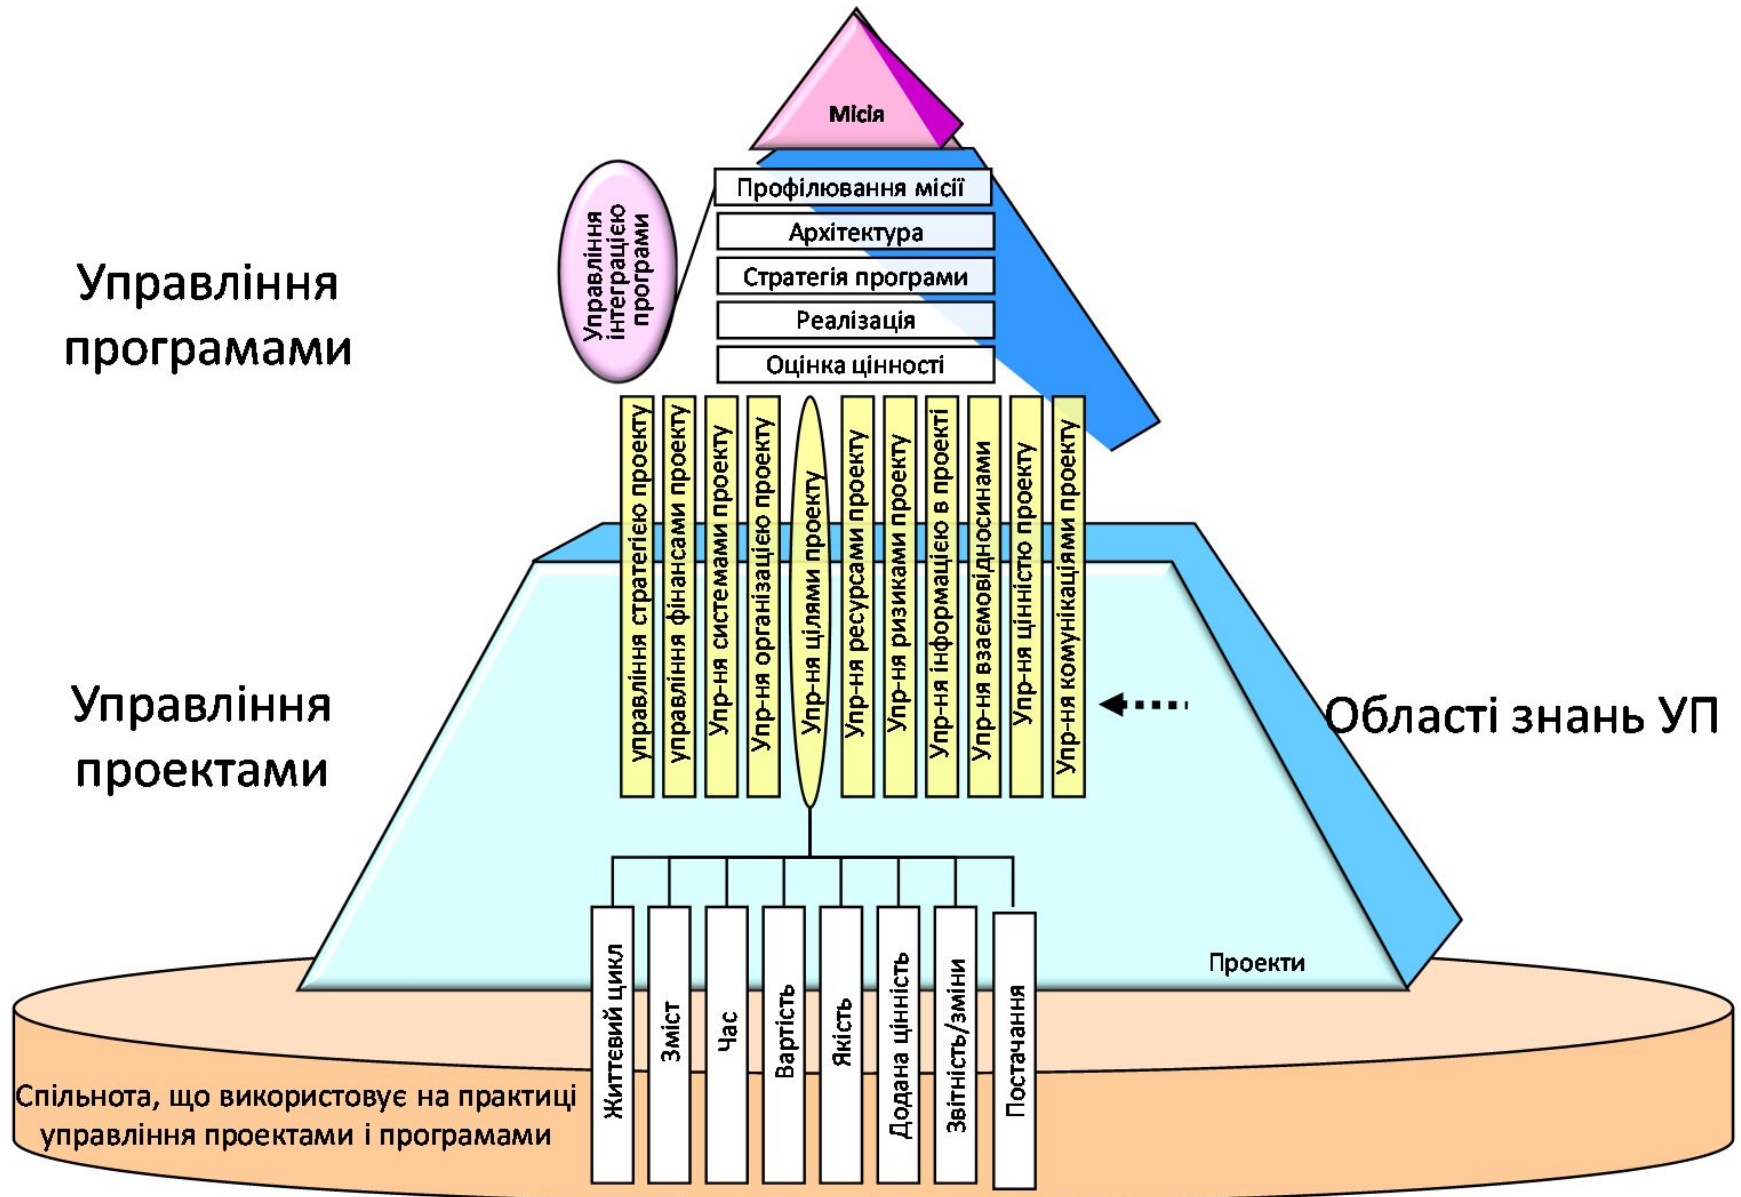 Місія
Профілювання місії
Архітектура
Стратегія програми
Реалізація
Оцінка цінності
Управління
інтеграцією
програми
Управління
програмами
управління стратегією проекту
управління фінансами проекту
Упр-ня системами проекту
Упр-ня організацією проекту
Упр-ня цілями проекту
Упр-ня ресурсами проекту
Упр-ня ризиками проекту
Упр-ня інформацією в проекті
Упр-ня взаємовідносинами
Упр-ня цінністю проекту
Упр-ня комунікаціями проекту
Управління
проектами
Області знань УП
Проекти
Життєвий цикл
Зміст
Час
Вартість
Якість
Додана цінність
Звітність/зміни
Постачання
Спільнота, що використовує на практиці
управління проектами і програмами